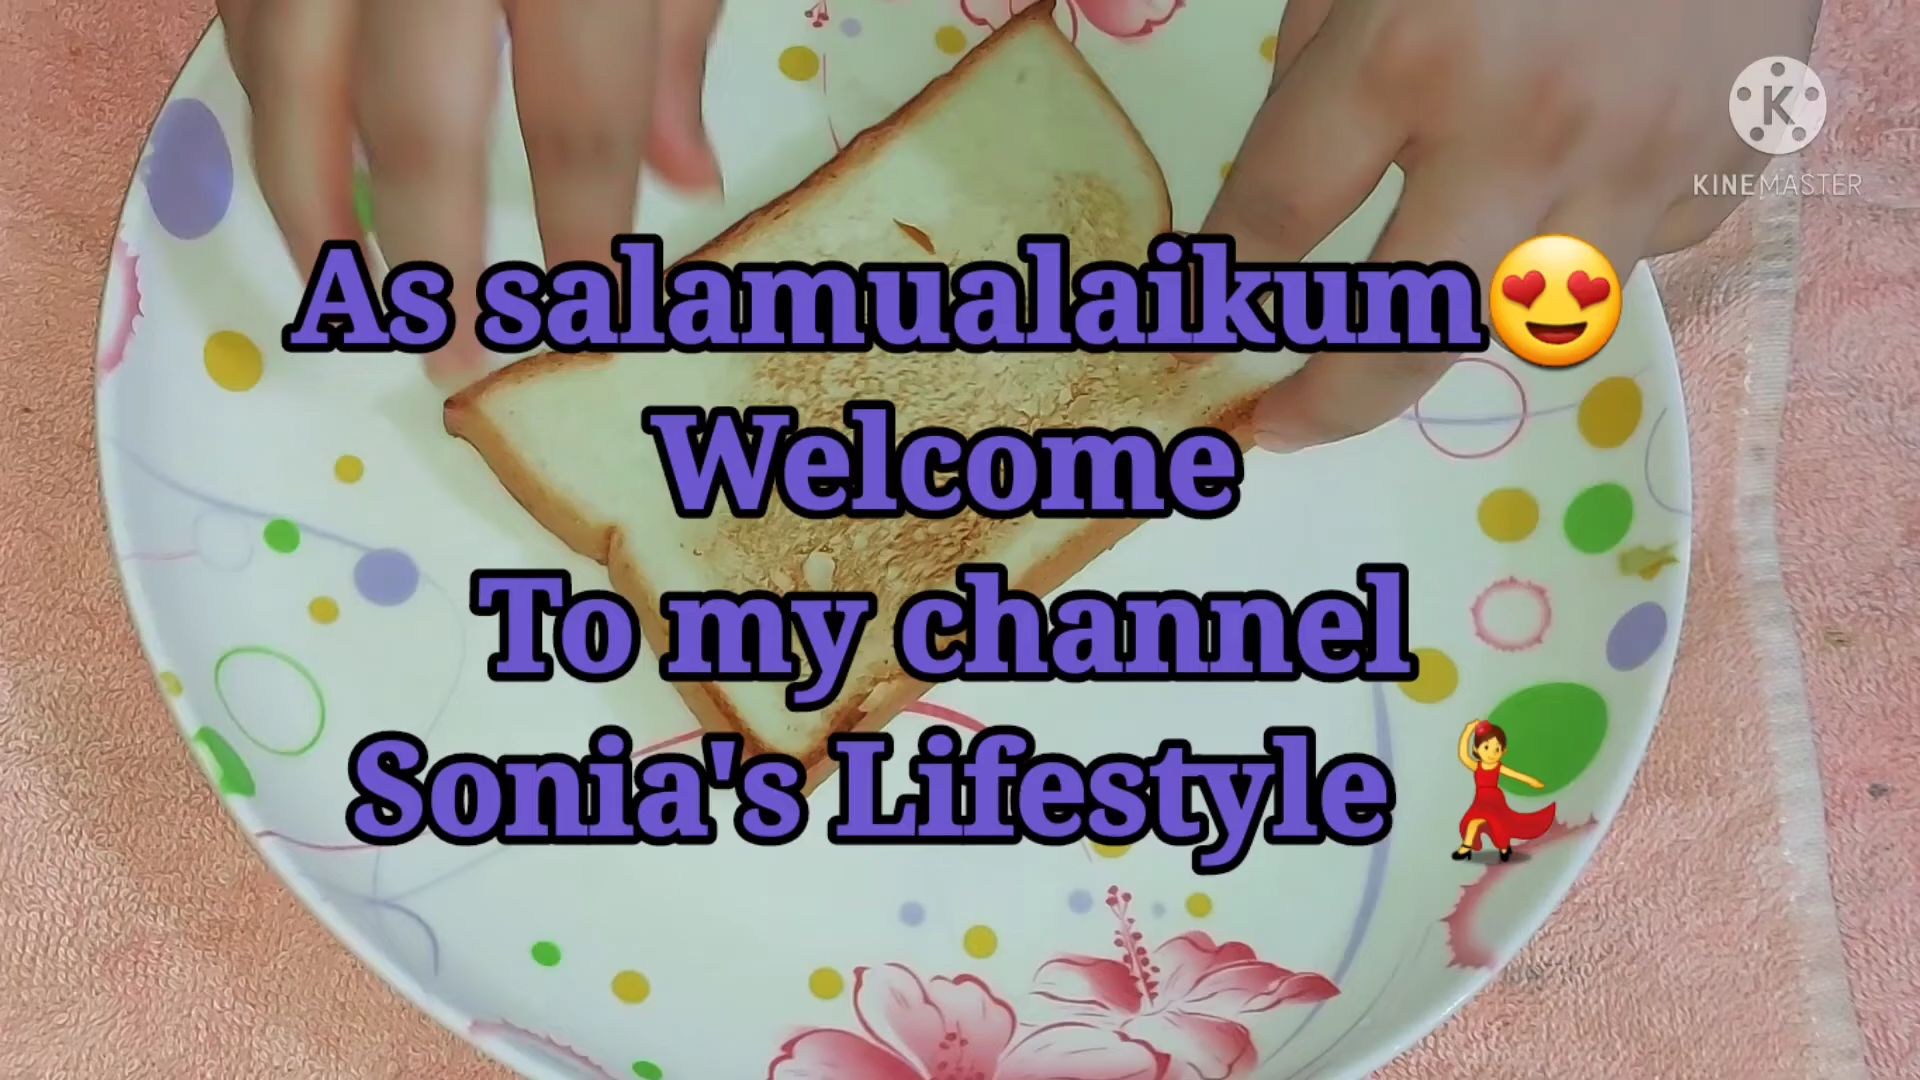 K
KINEMASTER
As salamualaikum😍
Welcome
To my channel
Sonia's Lifestyle 💃